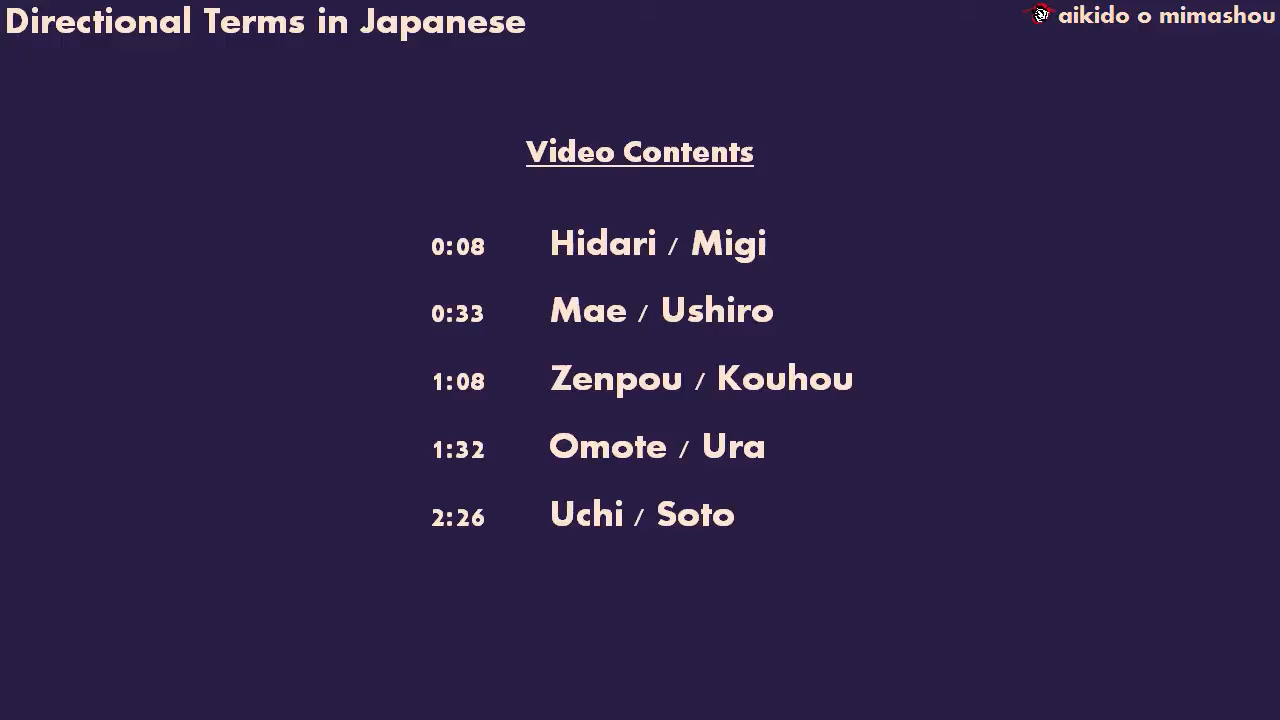 Directional Terms in Japanese
aikido o mimashou
Video Contents
0:08 Hidari / Migi
0:33 Mae / Ushiro
1:08 Zenpou / Kouhou
1:32 Omote / Ura
2:26 Uchi / Soto